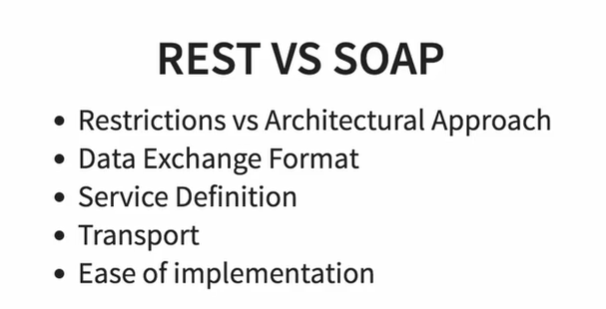 REST VS SOAP
• Restrictions vs Architectural Approach
• Data Exchange Format
• Service Definition
• Transport
• Ease of implementation